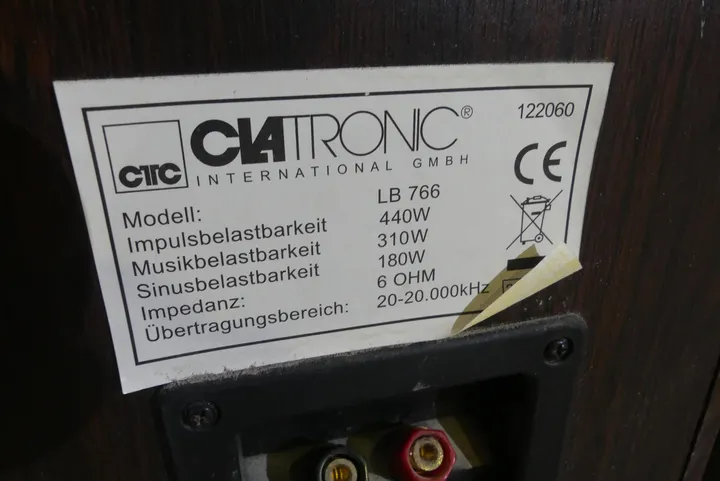 CTC
CLATRONIC®
INTERNATIONAL GMBH
122060
CE
Modell: LB 766
Impulsbelastbarkeit 440W
Musikbelastbarkeit 310W
Sinusbelastbarkeit 180W
Impedanz: 6 OHM
Übertragungsbereich: 20-20.000kHz